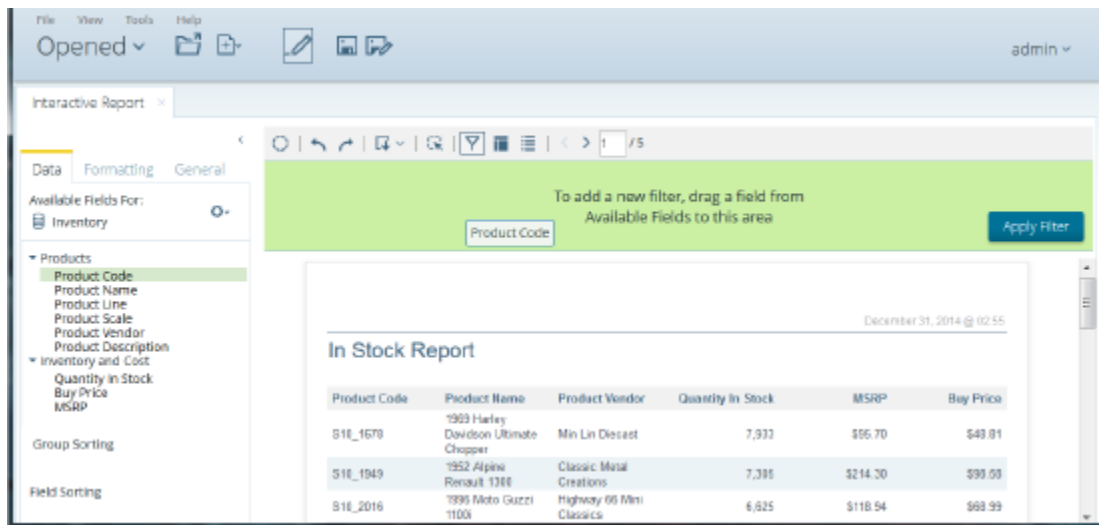 File View Tools Help
Opened
admin
Interactive Report ×
1 /5
Data Formatting General
Available Fields For:
Inventory
Products
Product Code
Product Name
Product Line
Product Scale
Product Vendor
Product Description
Inventory and Cost
Quantity in Stock
Buy Price
MSRP
Group Sorting
Field Sorting
To add a new filter, drag a field from
Available Fields to this area
Product Code
Apply Filter
December 31, 2014 @ 02:55
In Stock Report
Product Code Product Name Product Vendor Quantity In Stock MSRP Buy Price
S10_1678 1969 Harley Davidson Ultimate Chopper Min Lin Diecast 7,933 $95.70 $48.81
S10_1949 1952 Alpine Renault 1300 Classic Metal Creations 7,305 $214.30 $98.58
S10_2016 1996 Moto Guzzi 1100i Highway 66 Mini Classics 6,625 $118.94 $68.99